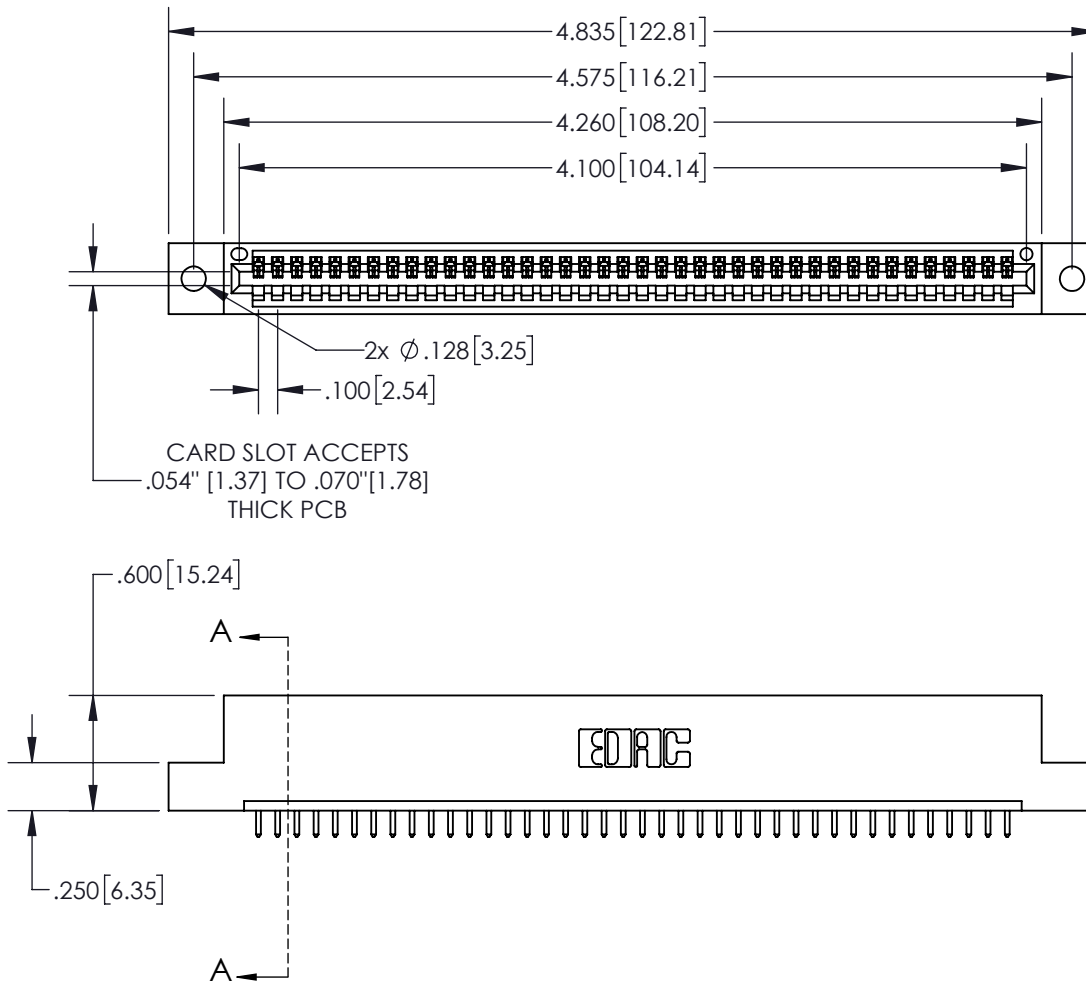 4.835[122.81]
4.575[116.21]
4.260[108.20]
4.100[104.14]
2x Ø.128[3.25]
.100[2.54]
CARD SLOT ACCEPTS
.054" [1.37] TO .070"[1.78]
THICK PCB
.600[15.24]
A
EDAC
.250[6.35]
A